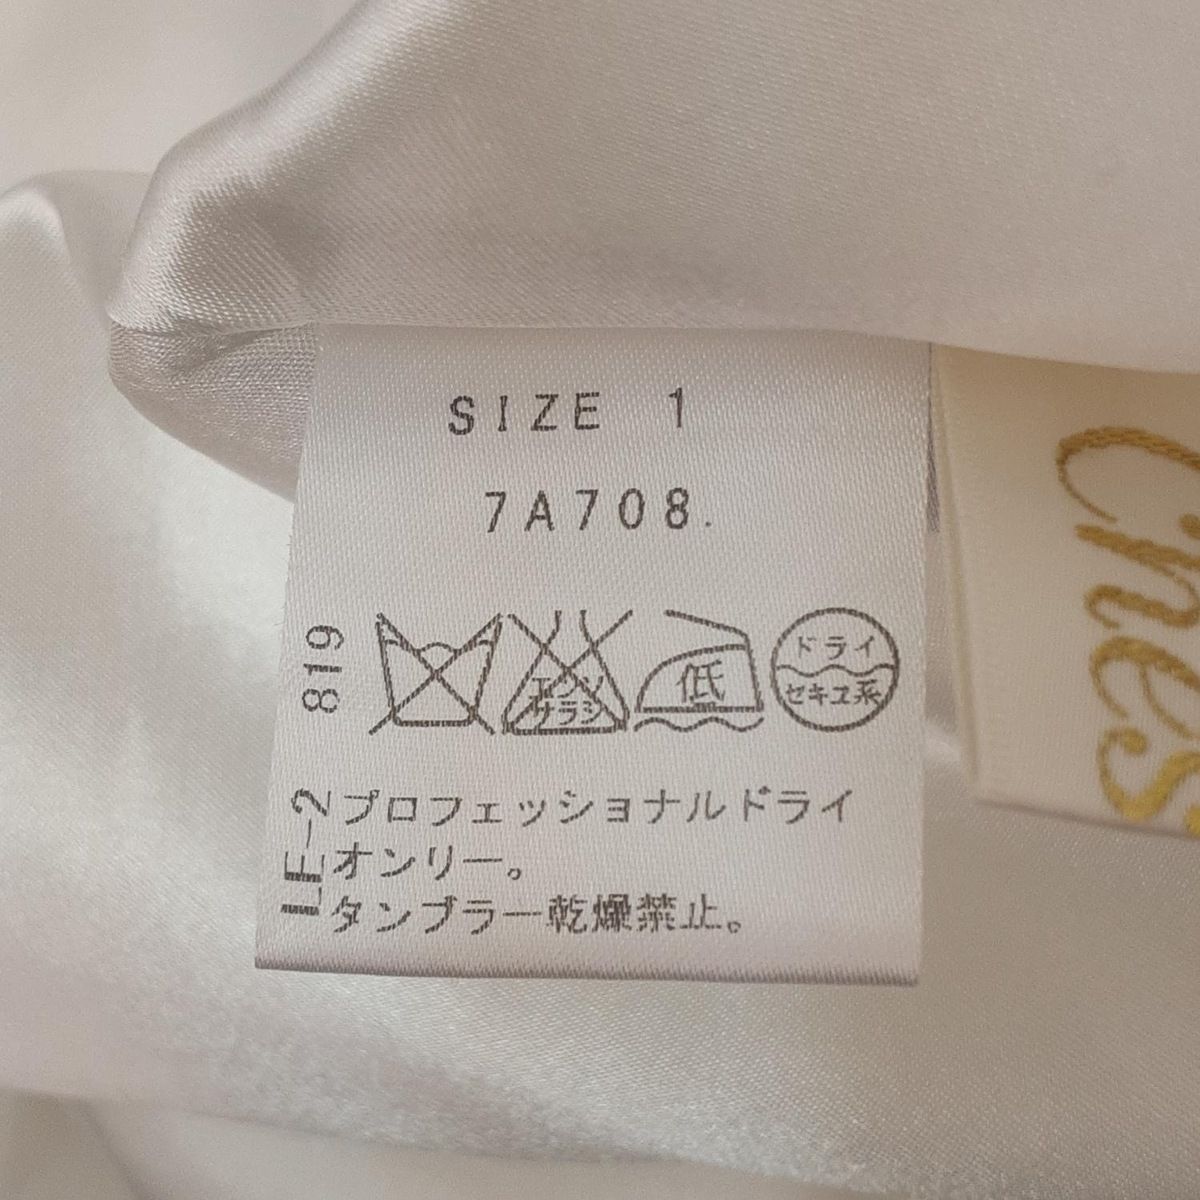 SIZE 1
7A708.
819
エンソ
サラシ
低
ドライ
セキユ系
LE-2
プロフェッショナルドライ
オンリー。
タンブラー乾燥禁止。